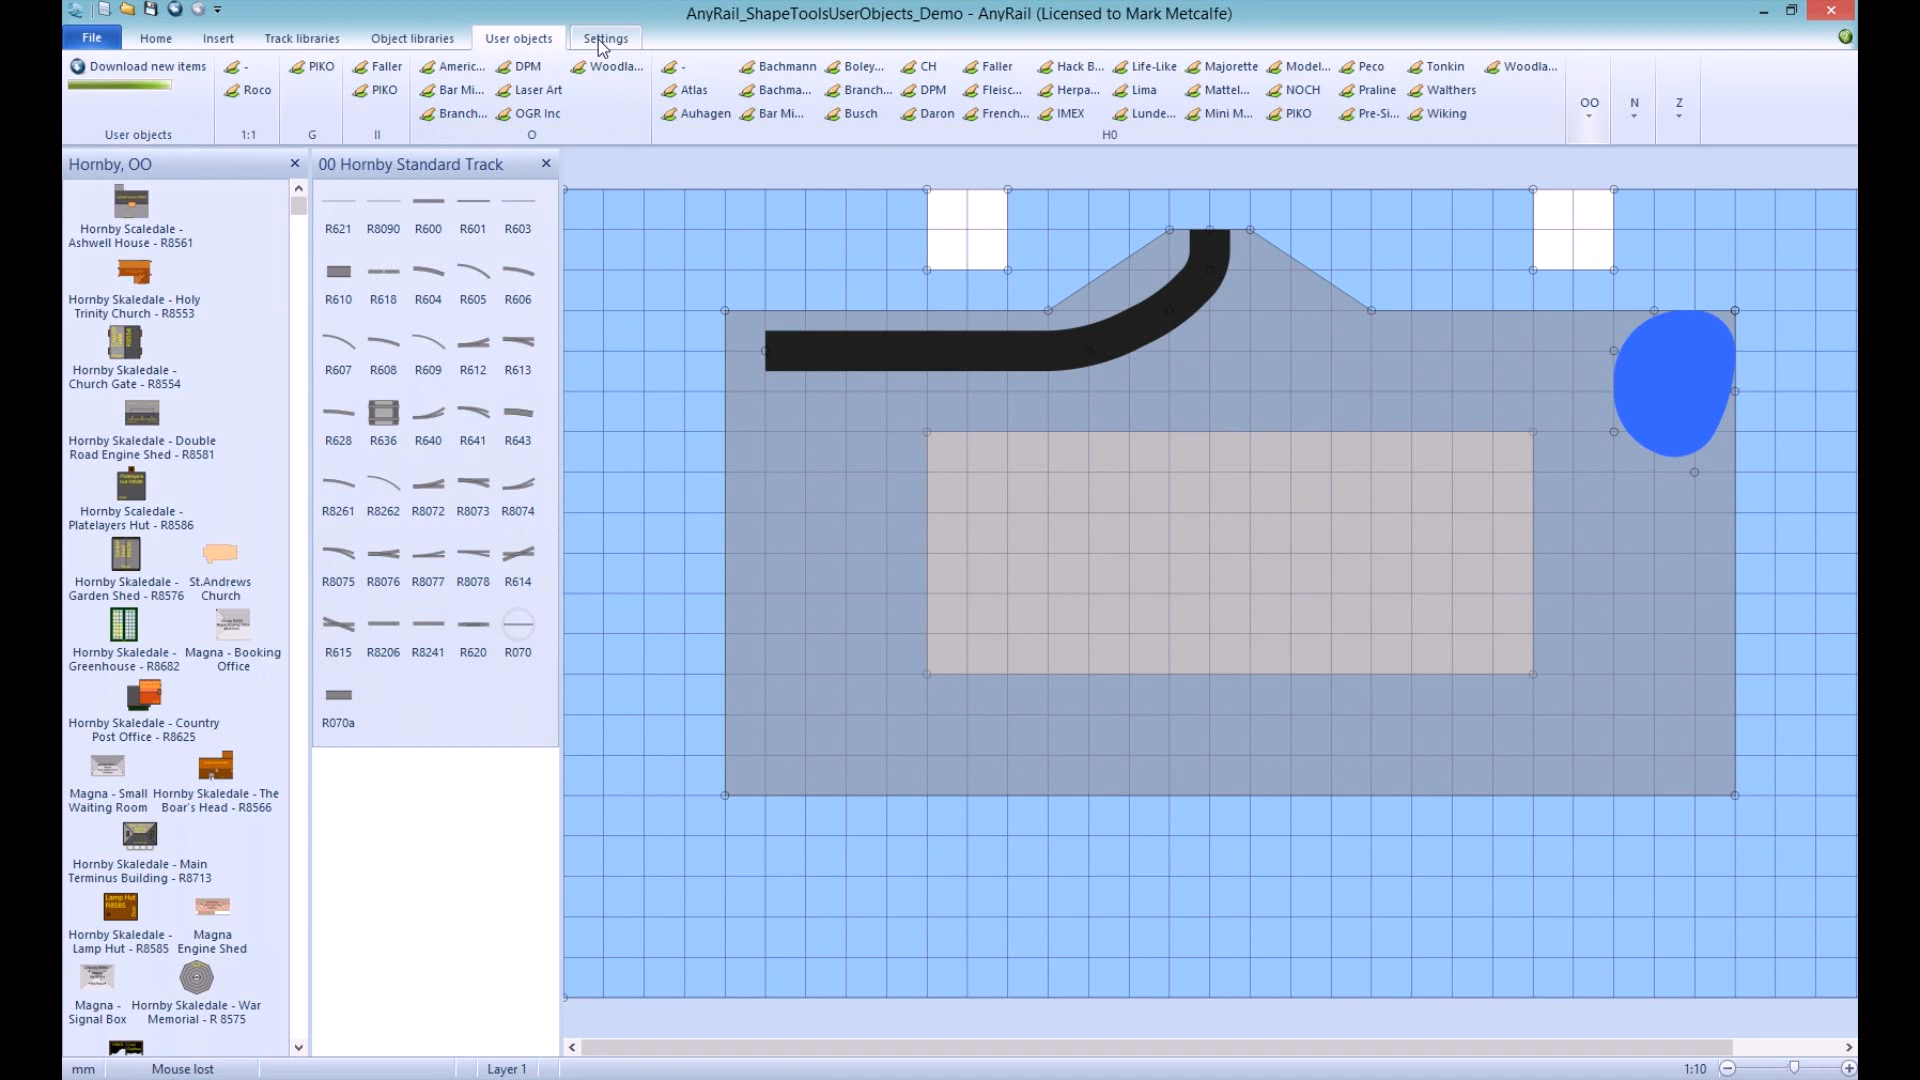 AnyRail_ShapeToolsUserObjects_Demo - AnyRail (Licensed to Mark Metcalfe)
File Home Insert Track libraries Object libraries User objects Settings
Download new items
User objects
-
Roco
1:1
PIKO
G
Faller
PIKO
II
Americ... DPM Woodla...
Bar Mi... Laser Art
Branch... OGR Inc
O
- Bachmann Boley... CH Faller Hack B... Life-Like Majorette Model... Peco Tonkin Woodla...
Atlas Bachma... Branch... DPM Fleisc... Herpa... Lima Mattel... NOCH Praline Walthers
Auhagen Bar Mi... Busch Daron French... IMEX Lunde... Mini M... PIKO Pre-Si... Wiking
H0
OO N Z
Hornby, OO
Hornby Scaledale -
Ashwell House - R8561
Hornby Skaledale - Holy
Trinity Church - R8553
Hornby Skaledale -
Church Gate - R8554
Hornby Skaledale - Double
Road Engine Shed - R8581
Hornby Scaledale -
Platelayers Hut - R8586
Hornby Skaledale -
Garden Shed - R8576
St.Andrews
Church
Hornby Skaledale -
Greenhouse - R8682
Magna - Booking
Office
Hornby Skaledale - Country
Post Office - R8625
Magna - Small
Waiting Room
Hornby Skaledale - The
Boar's Head - R8566
Hornby Skaledale - Main
Terminus Building - R8713
Lamp Hut
R8585
Hornby Skaledale -
Lamp Hut - R8585
Magna
Engine Shed
Magna -
Signal Box
Hornby Skaledale - War
Memorial - R 8575
00 Hornby Standard Track
R621 R8090 R600 R601 R603
R610 R618 R604 R605 R606
R607 R608 R609 R612 R613
R628 R636 R640 R641 R643
R8261 R8262 R8072 R8073 R8074
R8075 R8076 R8077 R8078 R614
R615 R8206 R8241 R620 R070
R070a
mm Mouse lost Layer 1 1:10